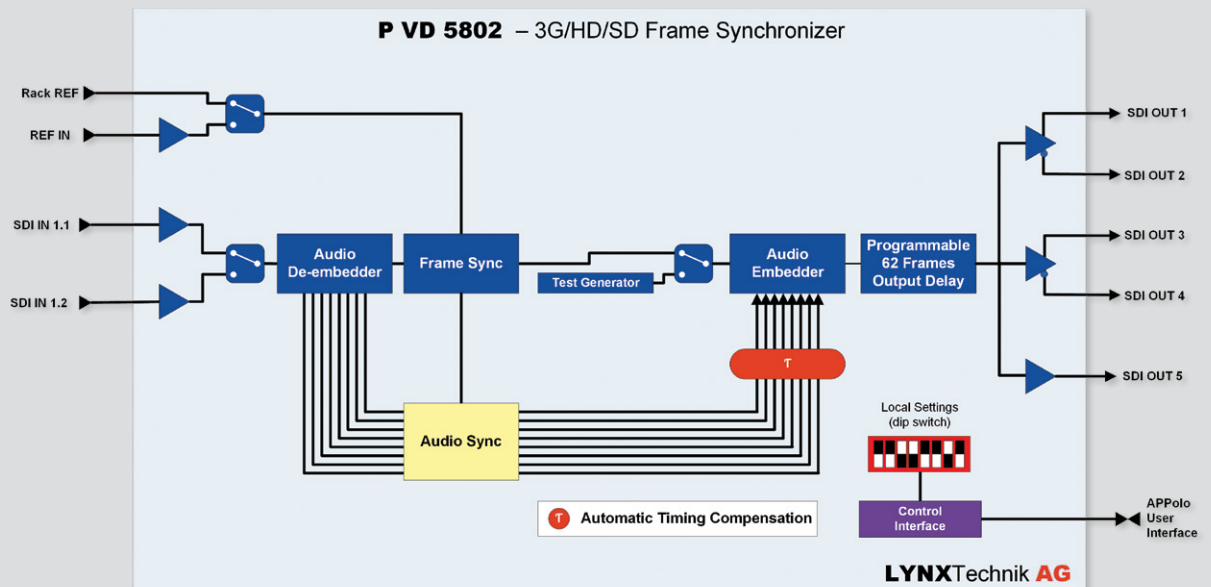 P VD 5802 – 3G/HD/SD Frame Synchronizer
Rack REF
REF IN
SDI IN 1.1
SDI IN 1.2
Audio
De-embedder
Frame Sync
Test Generator
Audio
Embedder
Programmable
62 Frames
Output Delay
SDI OUT 1
SDI OUT 2
SDI OUT 3
SDI OUT 4
SDI OUT 5
τ
Audio Sync
Local Settings
(dip switch)
τ Automatic Timing Compensation
Control
Interface
APPolo
User
Interface
LYNXTechnik AG